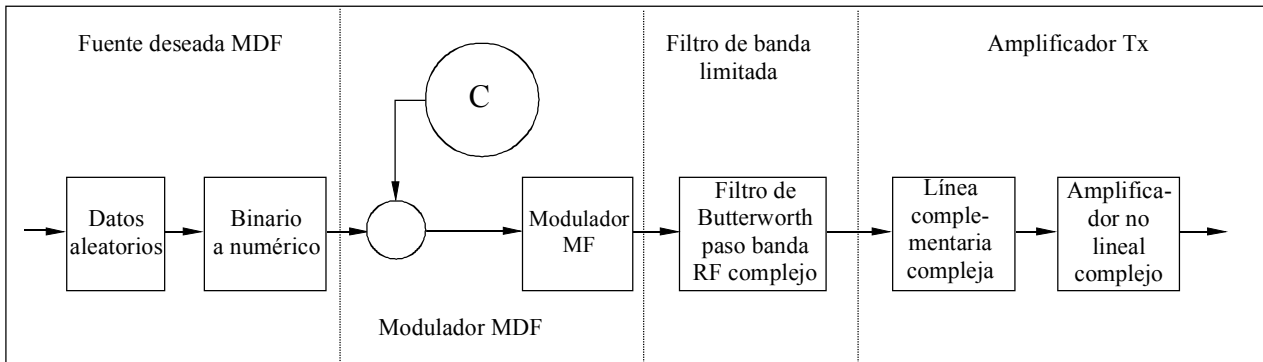 Fuente deseada MDF
Filtro de banda
limitada
Amplificador Tx
C
Datos
aleatorios
Binario
a numérico
Modulador
MF
Filtro de
Butterworth
paso banda
RF complejo
Línea
comple-
mentaria
compleja
Amplifica-
dor no
lineal
complejo
Modulador MDF